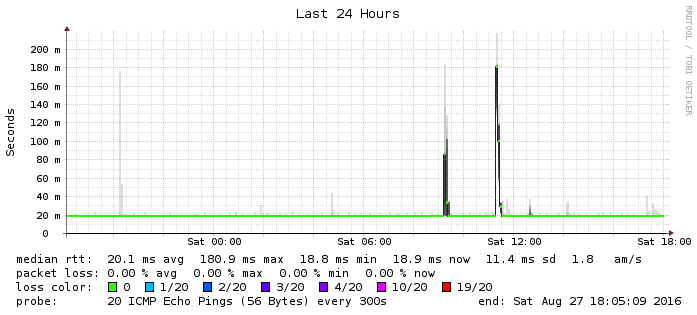 Last 24 Hours
RRDTOOL / TOBI OETIKER
Seconds
200 m
180 m
160 m
140 m
120 m
100 m
80 m
60 m
40 m
20 m
0
Sat 00:00 Sat 06:00 Sat 12:00 Sat 18:00
median rtt: 20.1 ms avg 180.9 ms max 18.8 ms min 18.9 ms now 11.4 ms sd 1.8 am/s
packet loss: 0.00 % avg 0.00 % max 0.00 % min 0.00 % now
loss color: 0 1/20 2/20 3/20 4/20 10/20 19/20
probe: 20 ICMP Echo Pings (56 Bytes) every 300s end: Sat Aug 27 18:05:09 2016